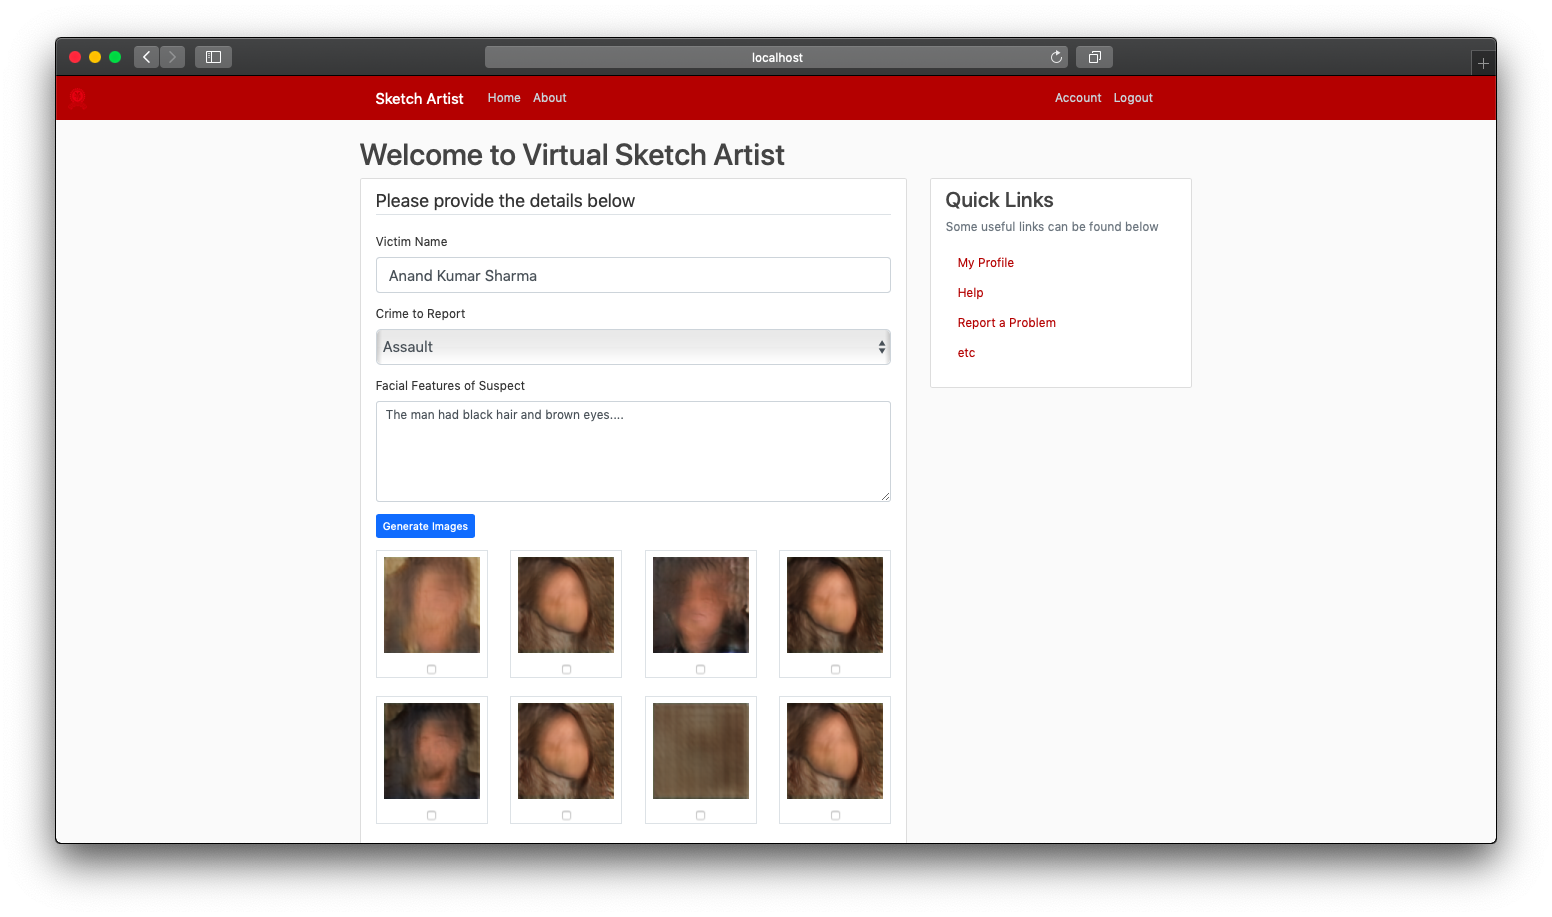 localhost
Sketch Artist Home About Account Logout
Welcome to Virtual Sketch Artist
Please provide the details below
Victim Name
Anand Kumar Sharma
Crime to Report
Assault
Facial Features of Suspect
The man had black hair and brown eyes....
Generate Images
Quick Links
Some useful links can be found below
My Profile
Help
Report a Problem
etc